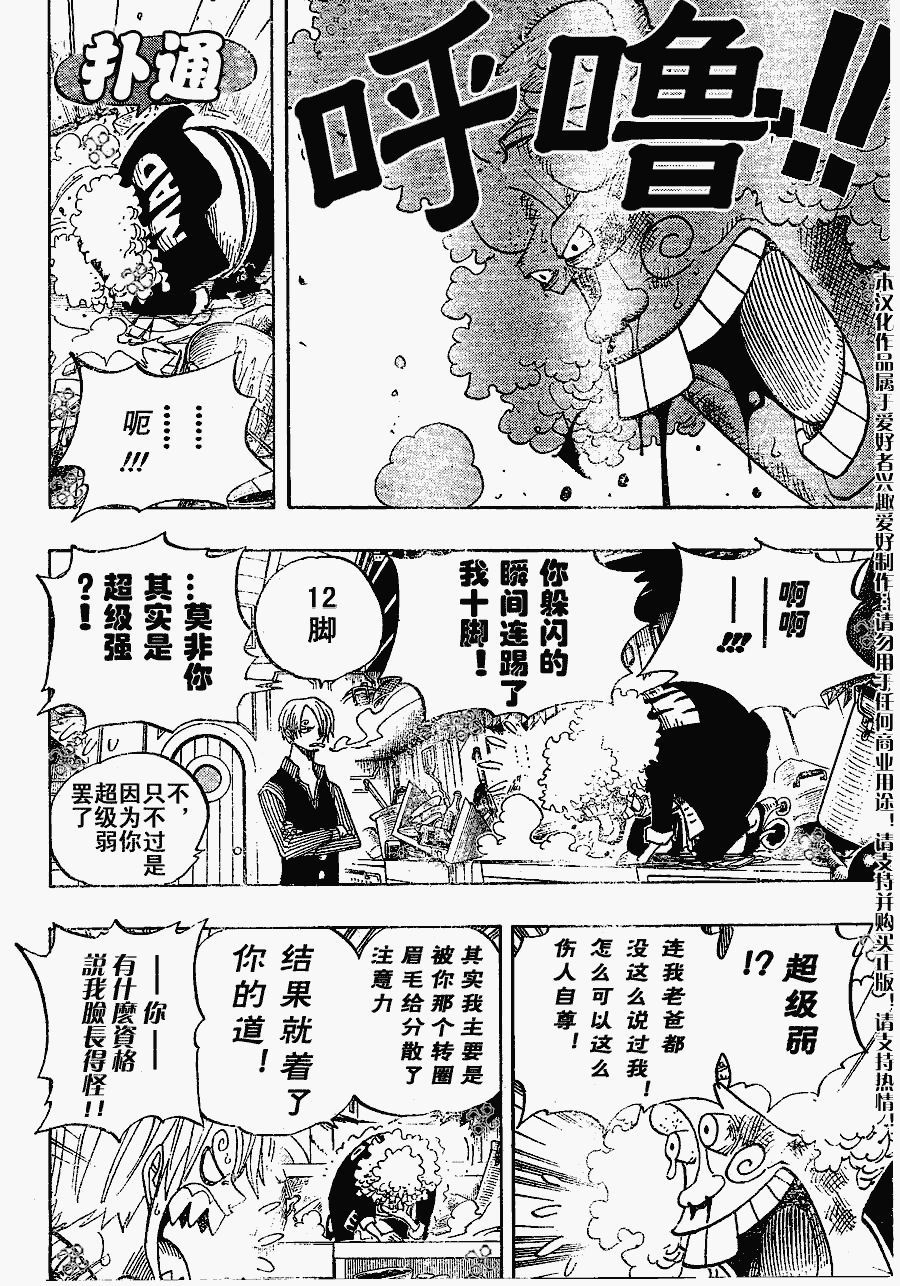 呼噜!!
扑通
MAD
……
……
呃
!!!
啊啊
——
!!!
你躲闪的
瞬间连踢了
我十脚！
12
脚
…莫非你
其实是
超级强
？！
不，
只不过是
因为你
超级弱
罢了
超级弱
!?
连我老爸都
没这么说过我！
怎么可以这么
伤人自尊！
其实我主要是
被你那个转圈
眉毛给分散了
注意力
结果就着了
你的道！
——你——
有什麼資格
說我臉長得怪!!
本汉化作品属于爱好者兴趣爱好制作…请勿用于任何商业用途！请支持并购买正版！请支持热情！